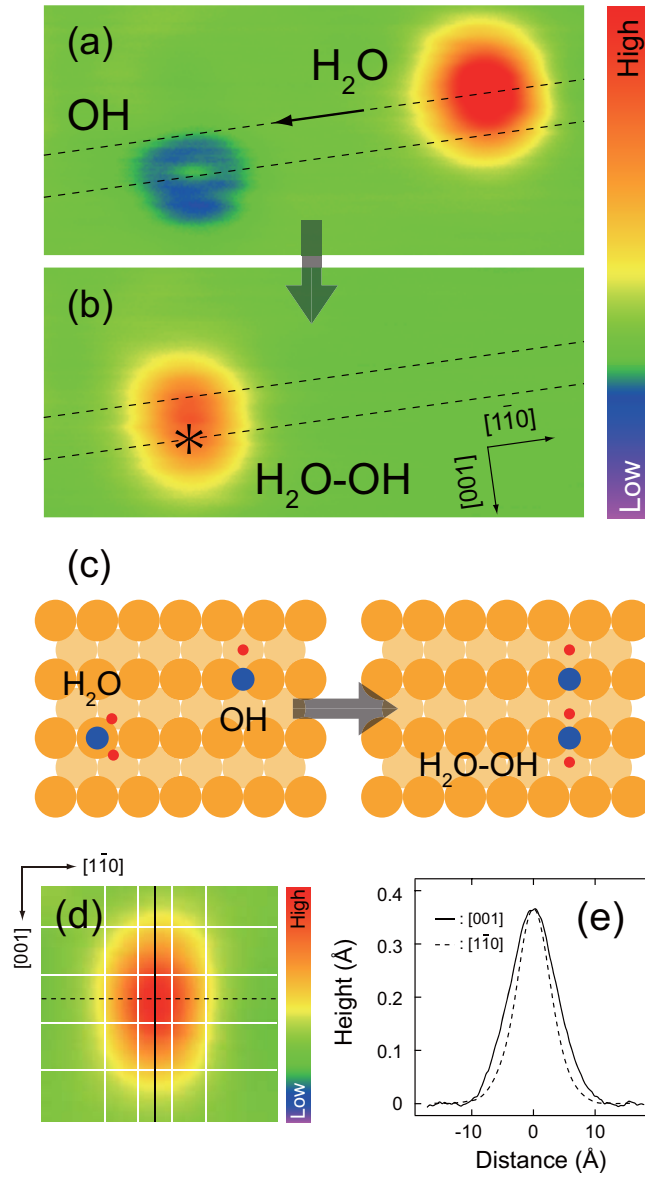 (a)
H₂O
OH
High
(b)
*
[11̄0]
[001]
H₂O-OH
Low
(c)
H₂O
OH
H₂O-OH
[11̄0]
(d)
[001]
High
Low
(e)
: [001]
: [11̄0]
Height (Å)
0.4
0.3
0.2
0.1
0
-10 0 10
Distance (Å)